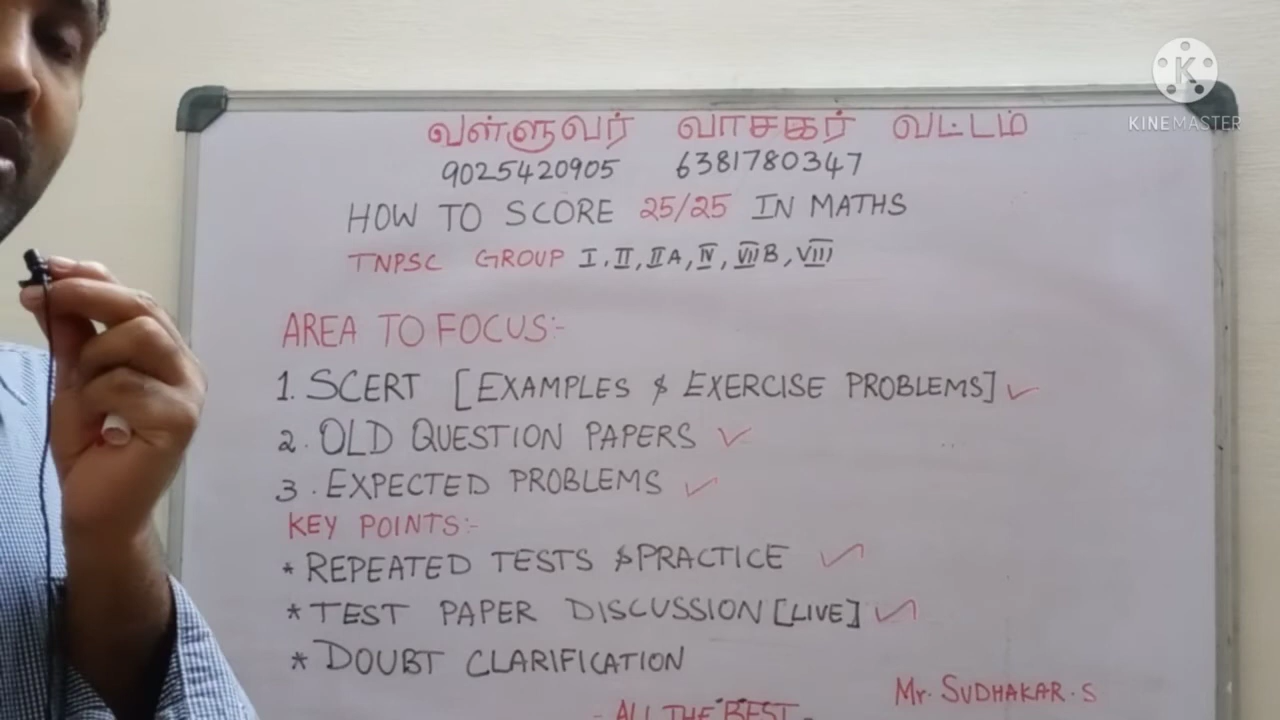 KINEMASTER
வள்ளுவர் வாசகர் வட்டம்
9025420905 6381780347
HOW TO SCORE 25/25 IN MATHS
TNPSC GROUP I, II, II A, IV, VII B, VIII
AREA TO FOCUS:-
1. SCERT [EXAMPLES & EXERCISE PROBLEMS] ✓
2. OLD QUESTION PAPERS ✓
3. EXPECTED PROBLEMS ✓
KEY POINTS:-
* REPEATED TESTS & PRACTICE ✓
* TEST PAPER DISCUSSION [LIVE] ✓
* DOUBT CLARIFICATION
Mr. SUDHAKAR. S
- ALL THE BEST -